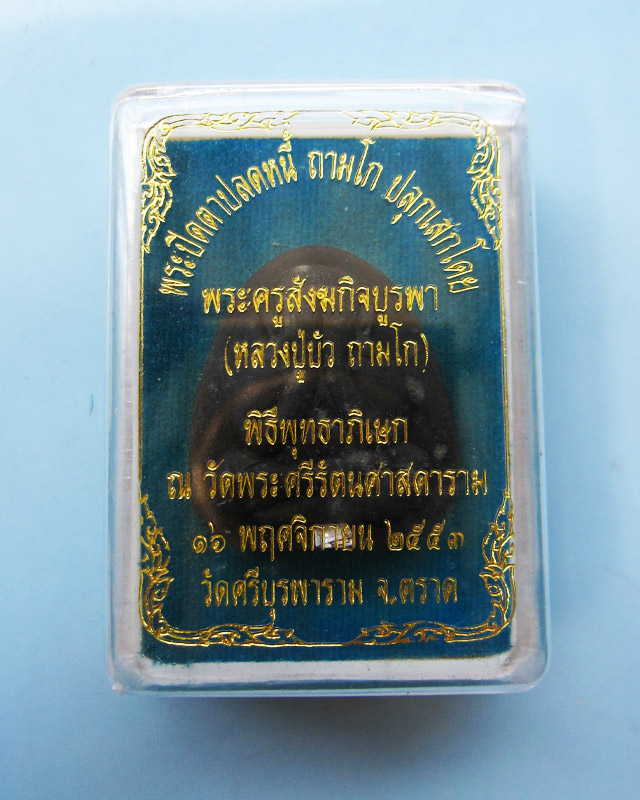 พระปิดตาปลดหนี้ ถามโก ปลุกเสกโดย
พระครูสังฆกิจบูรพา
(หลวงปู่บัว ถามโก)
พิธีพุทธาภิเษก
ณ วัดพระศรีรัตนศาสดาราม
๑๖ พฤศจิกายน ๒๕๕๓
วัดศรีบุรพาราม จ.ตราด